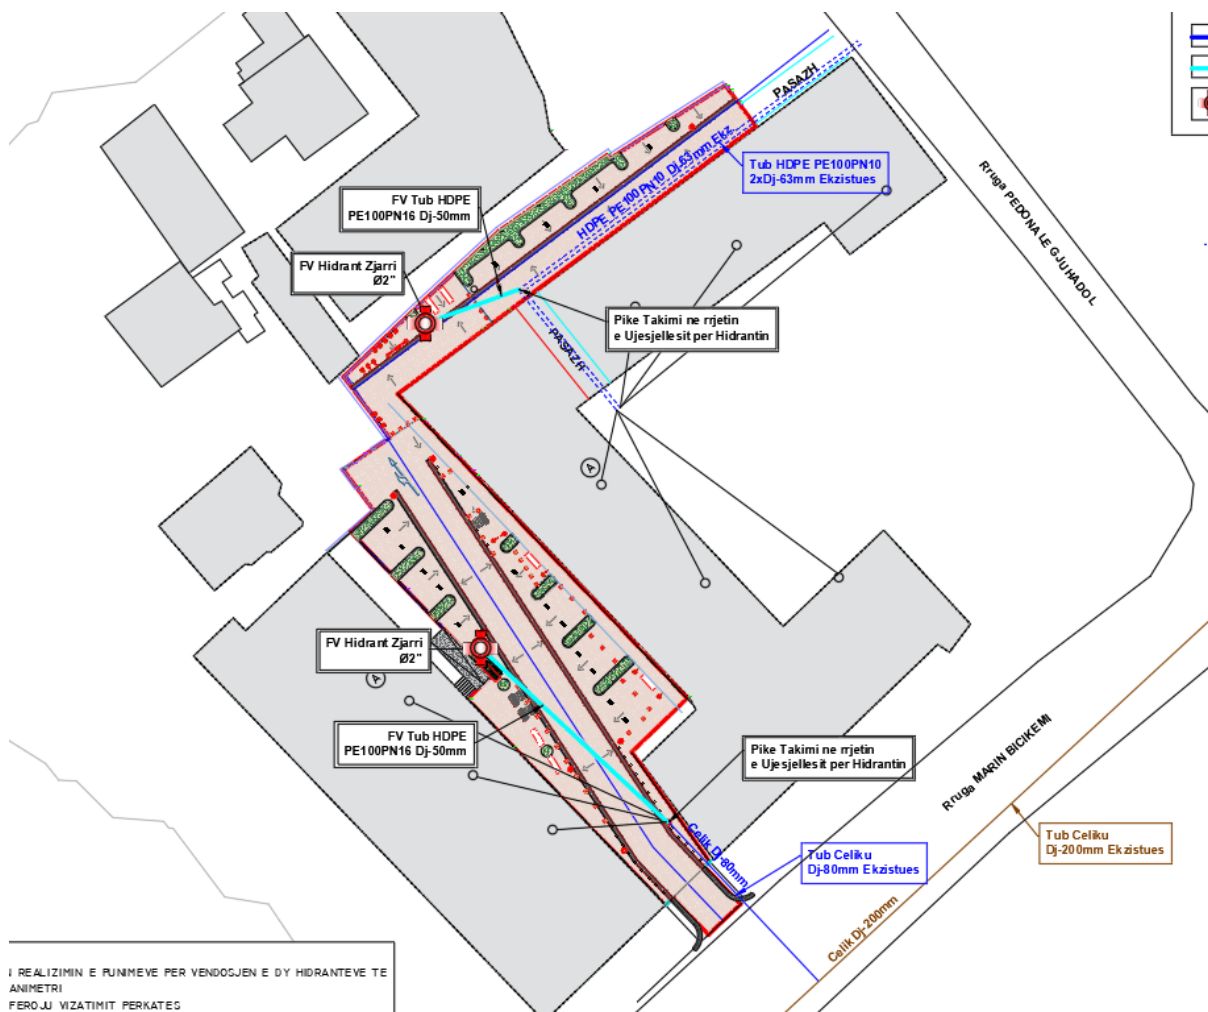 PASAZH
Rruga PEDONALE GJUHADOL
Tub HDPE PE100PN10
2xDj-63mm Ekzistues
HDPE PE100 PN10 Dj-63mm Ekz.
FV Tub HDPE
PE100PN16 Dj-50mm
FV Hidrant Zjarri
Ø2"
Pike Takimi ne rrjetin
e Ujesjellesit per Hidrantin
PASAZH
A
FV Hidrant Zjarri
Ø2"
A
FV Tub HDPE
PE100PN16 Dj-50mm
Pike Takimi ne rrjetin
e Ujesjellesit per Hidrantin
Rruga MARIN BICIKEMI
Celik Dj-80mm
Tub Celiku
Dj-80mm Ekzistues
Tub Celiku
Dj-200mm Ekzistues
Celik Dj-200mm
REALIZIMIN E PUNIMEVE PER VENDOSJEN E DY HIDRANTEVE TE
ANIMETRI
FEROJU VIZATIMIT PERKATES